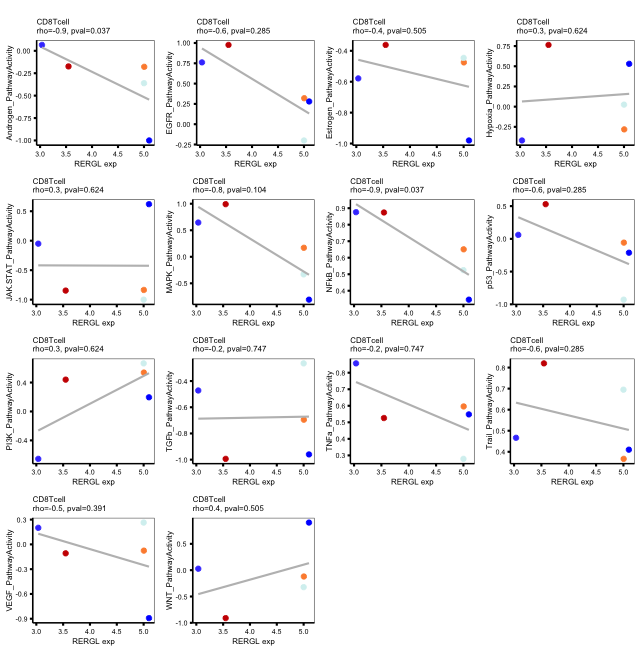 CD8Tcell
rho=-0.9, pval=0.037
Androgen_PathwayActivity
0.00
-0.25
-0.50
-0.75
-1.00
3.0 3.5 4.0 4.5 5.0
RERGL exp
CD8Tcell
rho=-0.6, pval=0.285
EGFR_PathwayActivity
1.00
0.75
0.50
0.25
0.00
-0.25
3.0 3.5 4.0 4.5 5.0
RERGL exp
CD8Tcell
rho=-0.4, pval=0.505
Estrogen_PathwayActivity
-0.4
-0.6
-0.8
-1.0
3.0 3.5 4.0 4.5 5.0
RERGL exp
CD8Tcell
rho=0.3, pval=0.624
Hypoxia_PathwayActivity
0.75
0.50
0.25
0.00
-0.25
3.0 3.5 4.0 4.5 5.0
RERGL exp
CD8Tcell
rho=0.3, pval=0.624
JAK.STAT_PathwayActivity
0.5
0.0
-0.5
-1.0
3.0 3.5 4.0 4.5 5.0
RERGL exp
CD8Tcell
rho=-0.8, pval=0.104
MAPK_PathwayActivity
1.0
0.5
0.0
-0.5
3.0 3.5 4.0 4.5 5.0
RERGL exp
CD8Tcell
rho=-0.9, pval=0.037
NFkB_PathwayActivity
0.9
0.8
0.7
0.6
0.5
0.4
3.0 3.5 4.0 4.5 5.0
RERGL exp
CD8Tcell
rho=-0.6, pval=0.285
p53_PathwayActivity
0.5
0.0
-0.5
-1.0
3.0 3.5 4.0 4.5 5.0
RERGL exp
CD8Tcell
rho=0.3, pval=0.624
PI3K_PathwayActivity
0.4
0.0
-0.4
3.0 3.5 4.0 4.5 5.0
RERGL exp
CD8Tcell
rho=-0.2, pval=0.747
TGFb_PathwayActivity
-0.4
-0.6
-0.8
-1.0
3.0 3.5 4.0 4.5 5.0
RERGL exp
CD8Tcell
rho=-0.2, pval=0.747
TNFa_PathwayActivity
0.8
0.7
0.6
0.5
0.4
0.3
3.0 3.5 4.0 4.5 5.0
RERGL exp
CD8Tcell
rho=-0.6, pval=0.285
Trail_PathwayActivity
0.8
0.7
0.6
0.5
0.4
3.0 3.5 4.0 4.5 5.0
RERGL exp
CD8Tcell
rho=-0.5, pval=0.391
VEGF_PathwayActivity
0.3
0.0
-0.3
-0.6
-0.9
3.0 3.5 4.0 4.5 5.0
RERGL exp
CD8Tcell
rho=0.4, pval=0.505
WNT_PathwayActivity
0.5
0.0
-0.5
-1.0
3.0 3.5 4.0 4.5 5.0
RERGL exp